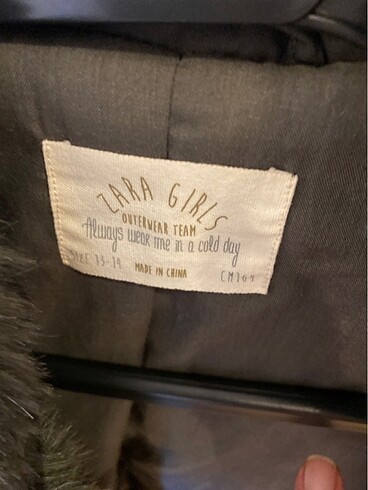 ZARA GIRLS
OUTERWEAR TEAM
Always wear me in a cold day
SIZE 13-14 MADE IN CHINA CM164